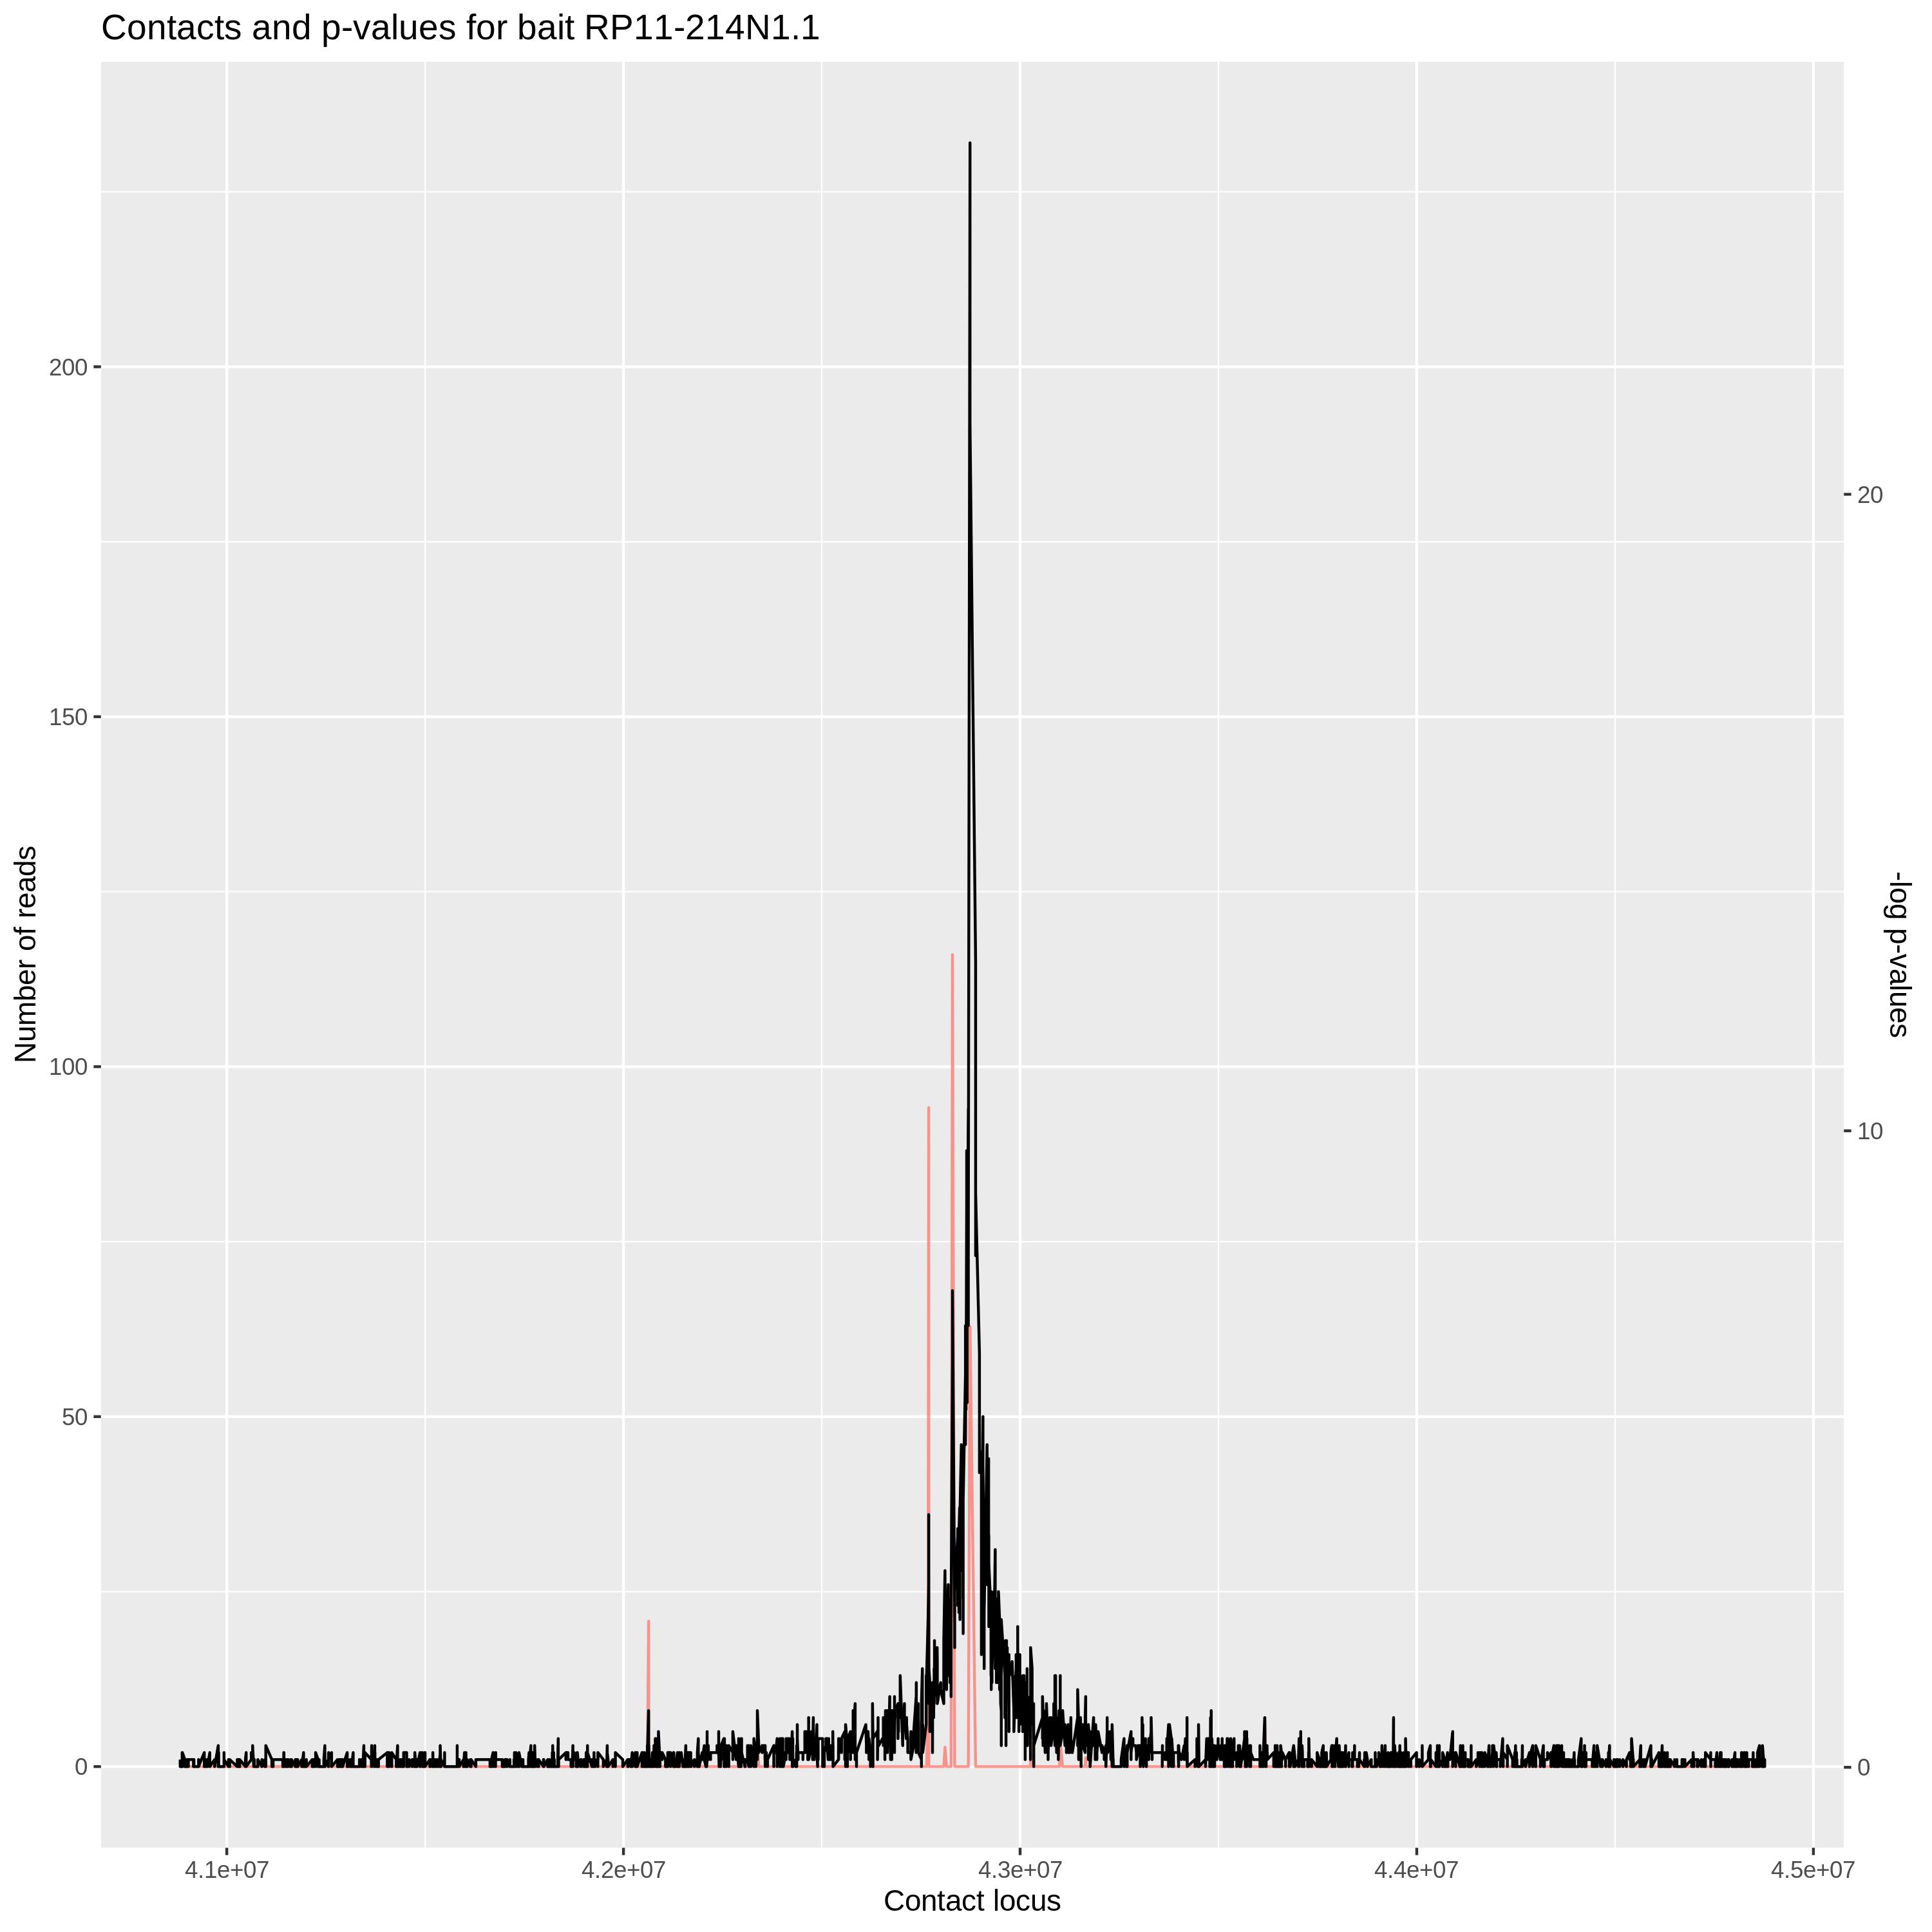 Contacts and p-values for bait RP11-214N1.1
200
150
100
50
0
Number of reads
20
10
0
-log p-values
4.1e+07
4.2e+07
4.3e+07
4.4e+07
4.5e+07
Contact locus